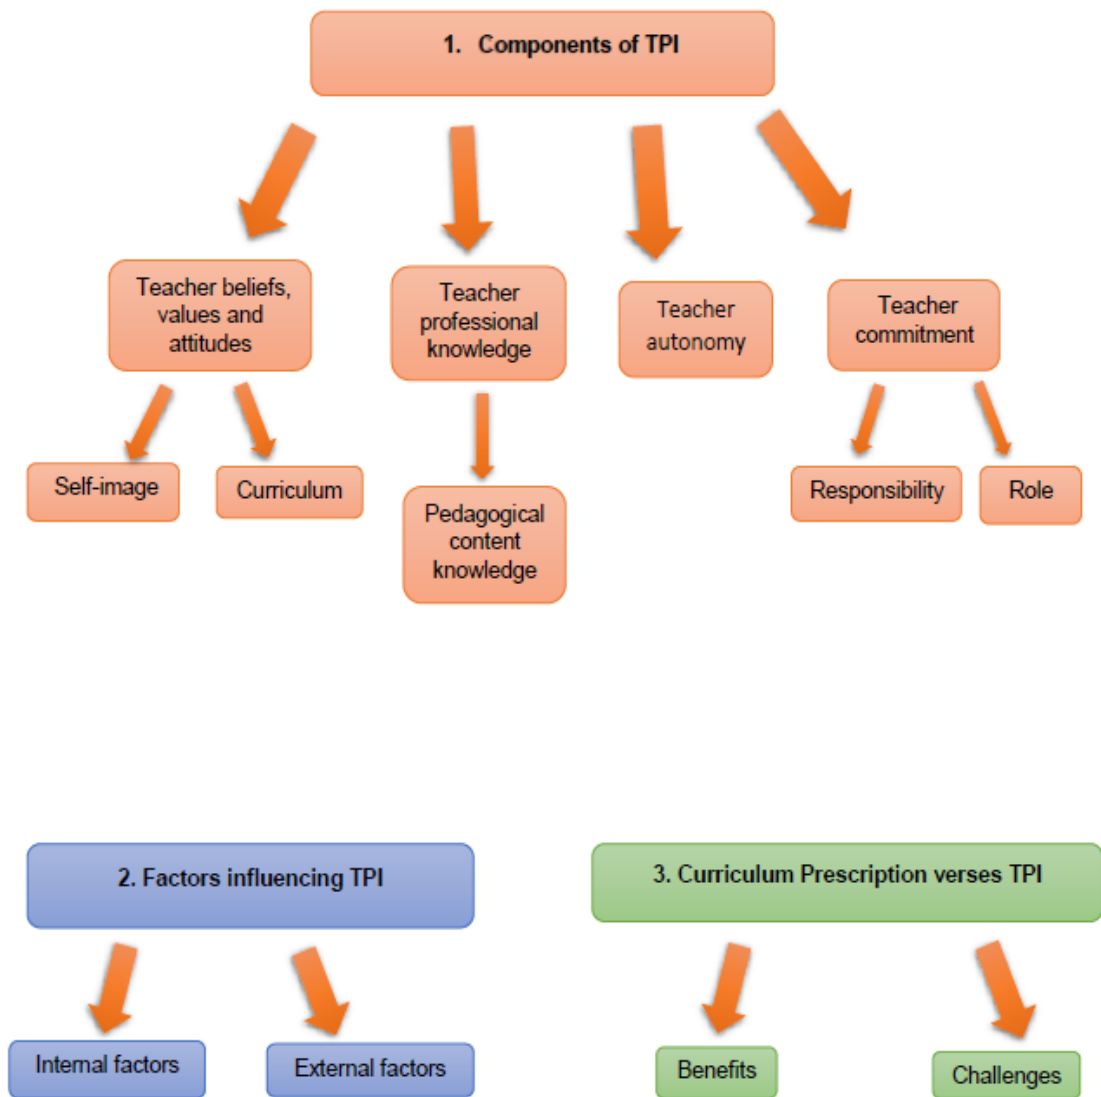 1. Components of TPI
Teacher beliefs,
values and
attitudes
Teacher
professional
knowledge
Teacher
autonomy
Teacher
commitment
Self-image
Curriculum
Pedagogical
content
knowledge
Responsibility
Role
2. Factors influencing TPI
3. Curriculum Prescription verses TPI
Internal factors
External factors
Benefits
Challenges